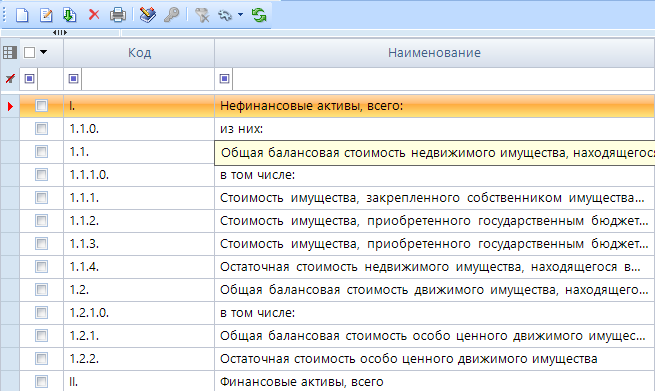 Код Наименование
I. Нефинансовые активы, всего:
1.1.0. из них:
1.1. Общая балансовая стоимость недвижимого имущества, находящегося
1.1.1.0. в том числе:
1.1.1. Стоимость имущества, закрепленного собственником имущества...
1.1.2. Стоимость имущества, приобретенного государственным бюджет...
1.1.3. Стоимость имущества, приобретенного государственным бюджет...
1.1.4. Остаточная стоимость недвижимого имущества, находящегося в...
1.2. Общая балансовая стоимость движимого имущества, находящего...
1.2.1.0. в том числе:
1.2.1. Общая балансовая стоимость особо ценного движимого имущес...
1.2.2. Остаточная стоимость особо ценного движимого имущества
II. Финансовые активы, всего